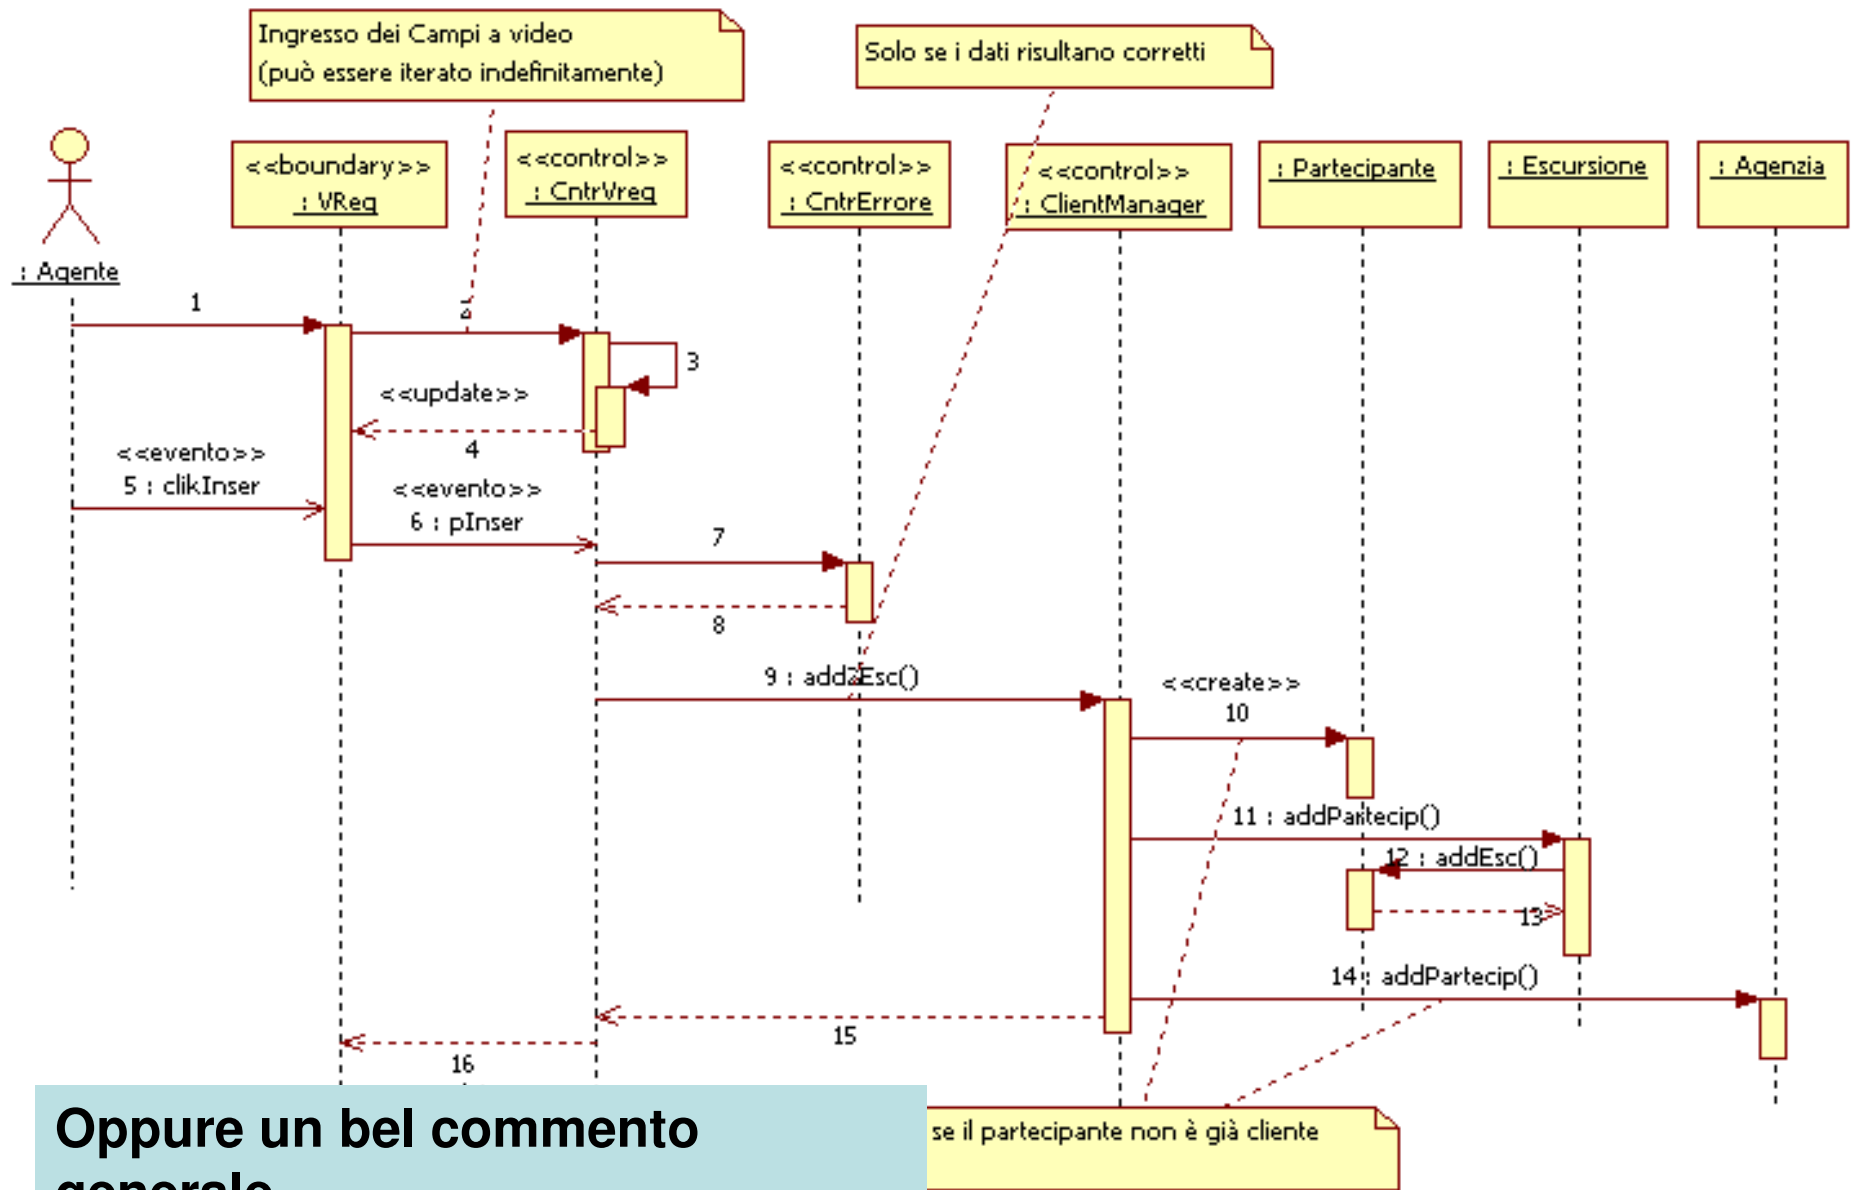 Ingresso dei Campi a video
(può essere iterato indefinitamente)
Solo se i dati risultano corretti
: Agente
<<boundary>>
: VReq
<<control>>
: CntrVreq
<<control>>
: CntrErrore
<<control>>
: ClientManager
: Partecipante
: Escursione
: Agenzia
1
3
<<update>>
4
<<evento>>
5 : clikInser
<<evento>>
6 : pInser
7
8
9 : add2Esc()
<<create>>
10
11 : addPartecip()
12 : addEsc()
13
14 : addPartecip()
15
16
Oppure un bel commento
generale
se il partecipante non è già cliente